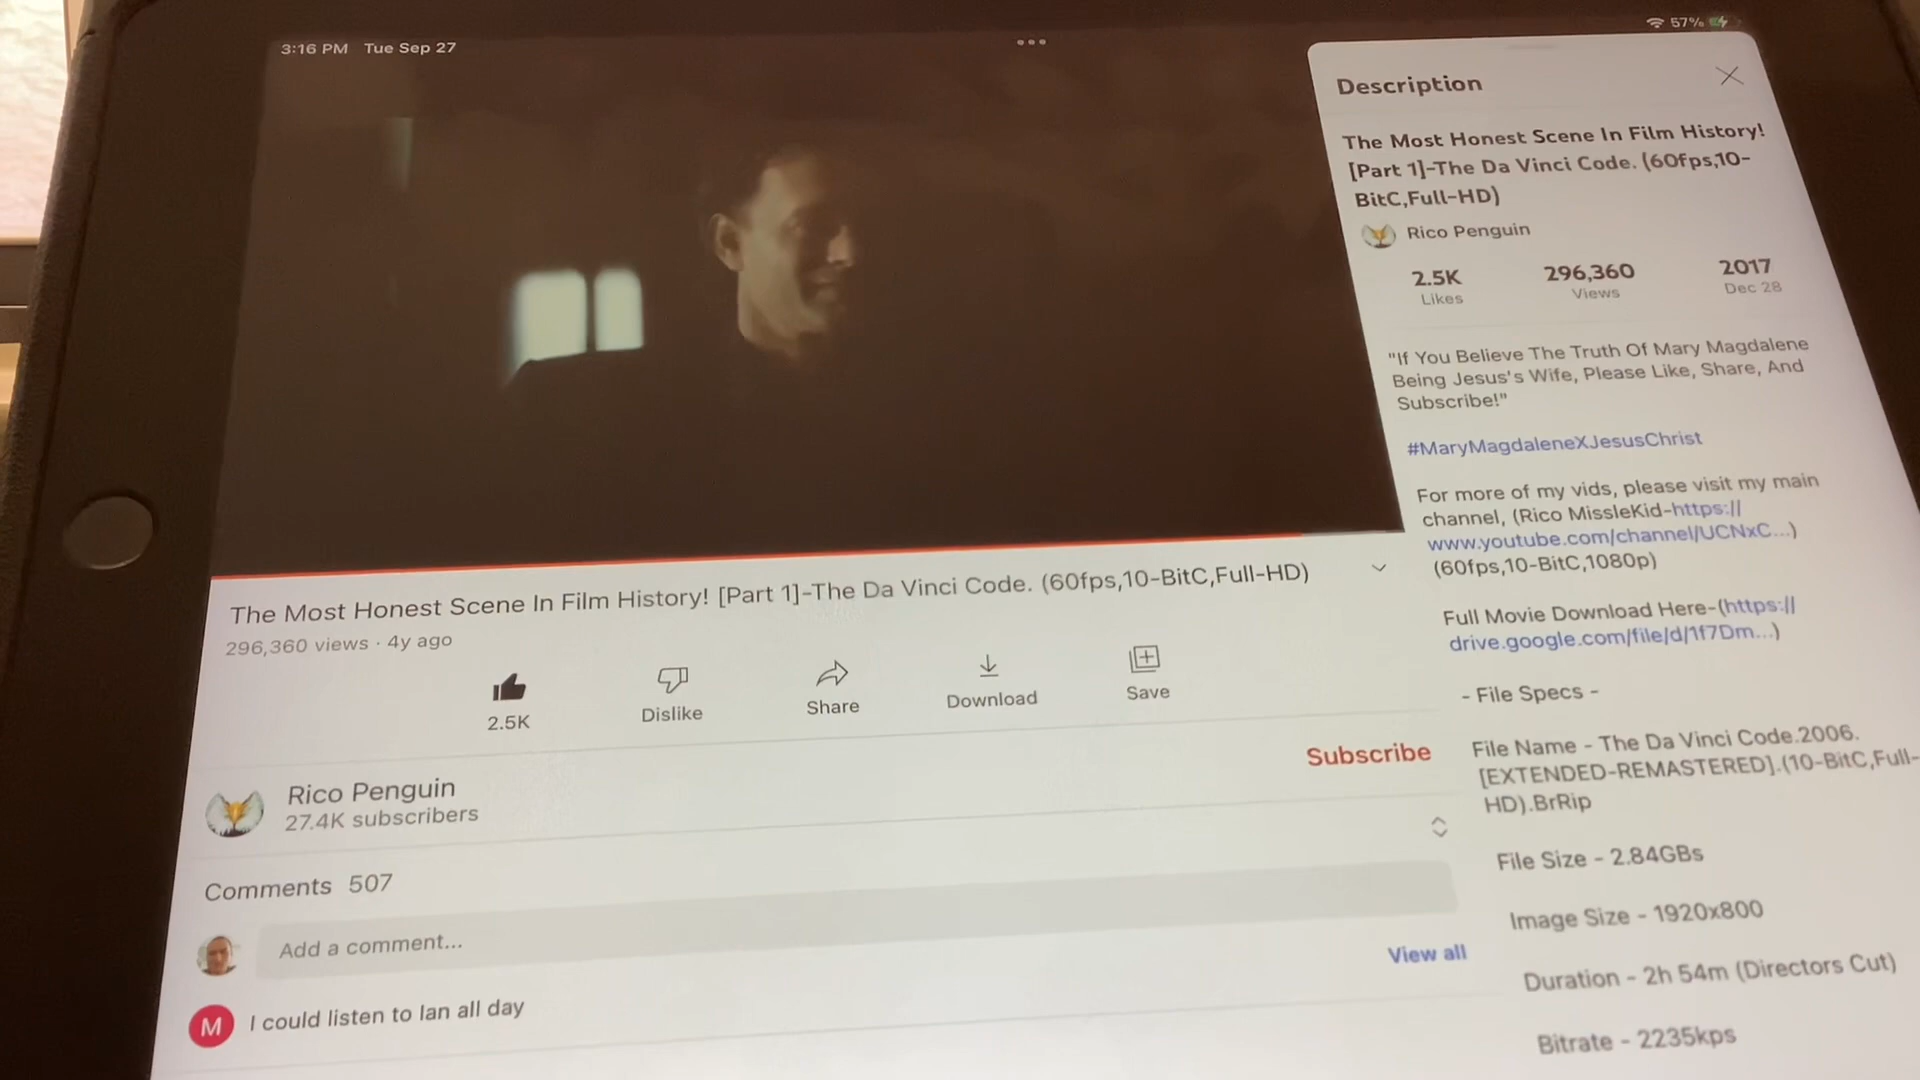 3:16 PM Tue Sep 27
57%
The Most Honest Scene In Film History! [Part 1]-The Da Vinci Code. (60fps,10-BitC,Full-HD)
296,360 views · 4y ago
2.5K
Dislike
Share
Download
Save
Rico Penguin
27.4K subscribers
Subscribe
Comments 507
Add a comment...
View all
M
I could listen to Ian all day
Description
The Most Honest Scene In Film History!
[Part 1]-The Da Vinci Code. (60fps,10-
BitC,Full-HD)
Rico Penguin
2.5K 296,360 2017
Likes Views Dec 28
"If You Believe The Truth Of Mary Magdalene
Being Jesus's Wife, Please Like, Share, And
Subscribe!"
#MaryMagdaleneXJesusChrist
For more of my vids, please visit my main
channel, (Rico MissleKid-https://
www.youtube.com/channel/UCNxC...)
(60fps,10-BitC,1080p)
Full Movie Download Here-(https://
drive.google.com/file/d/1f7Dm...)
- File Specs -
File Name - The Da Vinci Code.2006.
[EXTENDED-REMASTERED].(10-BitC,Full-
HD).BrRip
File Size - 2.84GBs
Image Size - 1920x800
Duration - 2h 54m (Directors Cut)
Bitrate - 2235kps